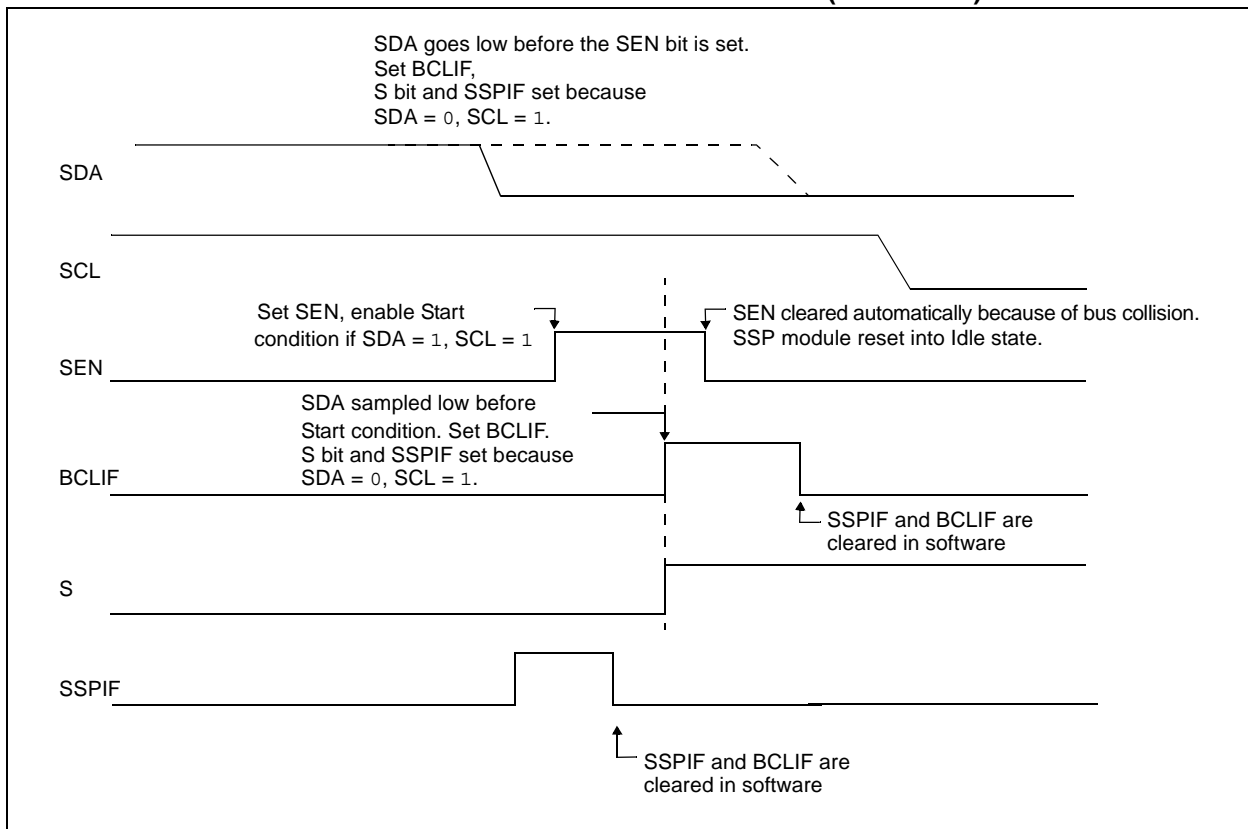 SDA goes low before the SEN bit is set.
Set BCLIF,
S bit and SSPIF set because
SDA = 0, SCL = 1.
SDA
SCL
Set SEN, enable Start
condition if SDA = 1, SCL = 1
SEN cleared automatically because of bus collision.
SSP module reset into Idle state.
SEN
SDA sampled low before
Start condition. Set BCLIF.
S bit and SSPIF set because
SDA = 0, SCL = 1.
BCLIF
SSPIF and BCLIF are
cleared in software
S
SSPIF
SSPIF and BCLIF are
cleared in software